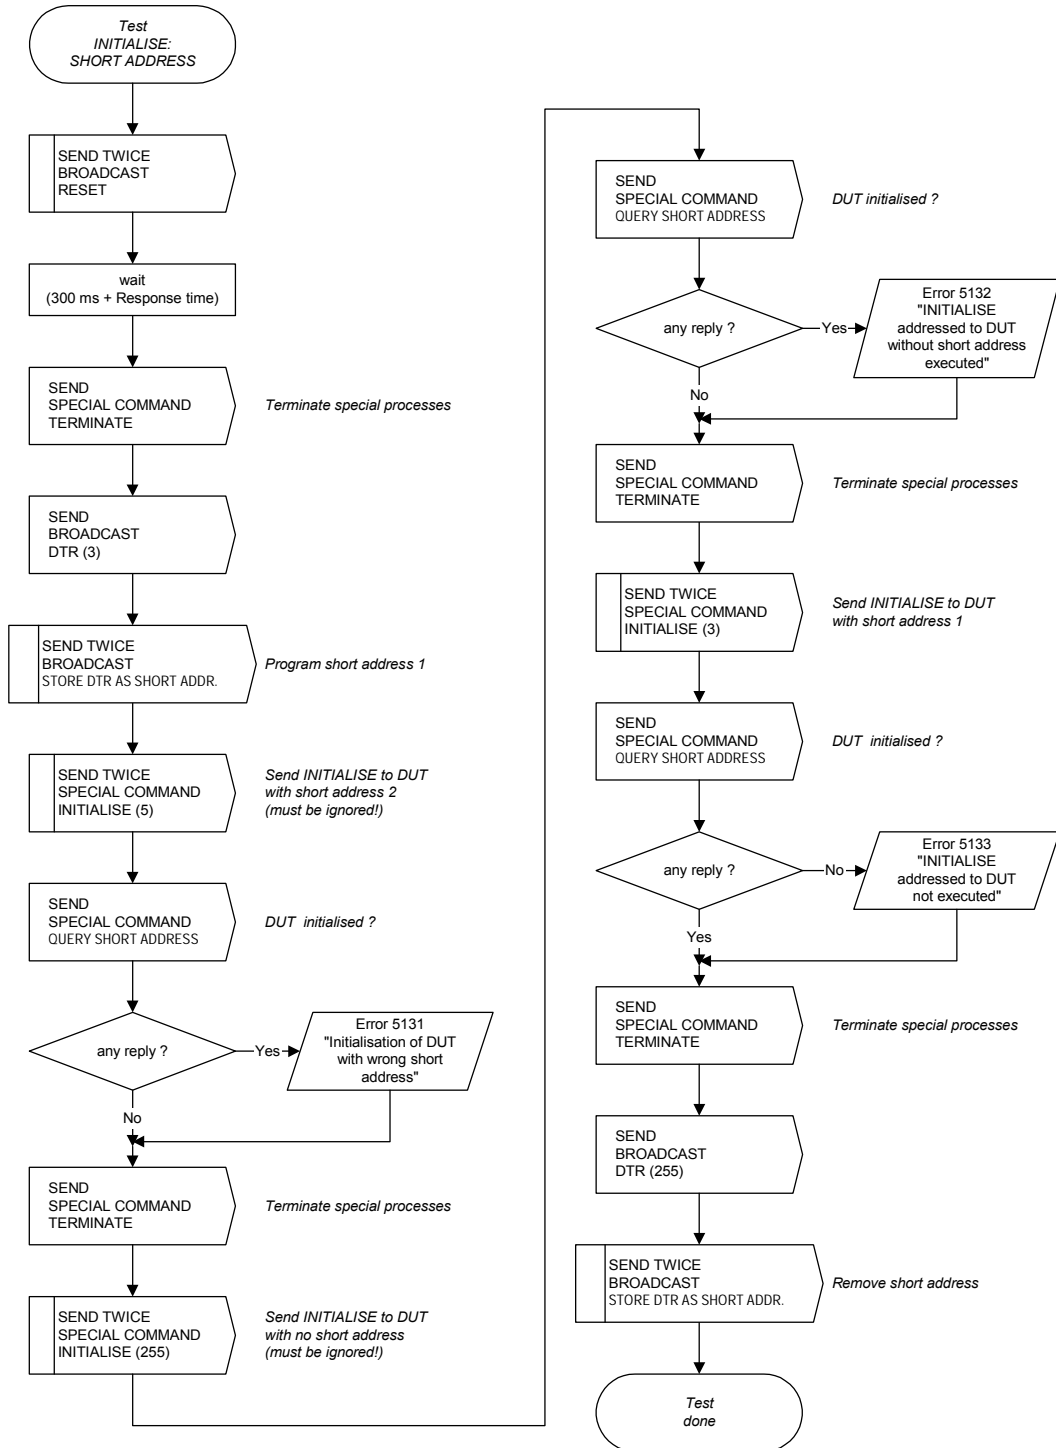 Test
INITIALISE:
SHORT ADDRESS
SEND TWICE
BROADCAST
RESET
wait
(300 ms + Response time)
SEND
SPECIAL COMMAND
TERMINATE
Terminate special processes
SEND
BROADCAST
DTR (3)
SEND TWICE
BROADCAST
STORE DTR AS SHORT ADDR.
Program short address 1
SEND TWICE
SPECIAL COMMAND
INITIALISE (5)
Send INITIALISE to DUT
with short address 2
(must be ignored!)
SEND
SPECIAL COMMAND
QUERY SHORT ADDRESS
DUT initialised ?
any reply ?
Yes
Error 5131
"Initialisation of DUT
with wrong short
address"
No
SEND
SPECIAL COMMAND
TERMINATE
Terminate special processes
SEND TWICE
SPECIAL COMMAND
INITIALISE (255)
Send INITIALISE to DUT
with no short address
(must be ignored!)
SEND
SPECIAL COMMAND
QUERY SHORT ADDRESS
DUT initialised ?
any reply ?
Yes
Error 5132
"INITIALISE
addressed to DUT
without short address
executed"
No
SEND
SPECIAL COMMAND
TERMINATE
Terminate special processes
SEND TWICE
SPECIAL COMMAND
INITIALISE (3)
Send INITIALISE to DUT
with short address 1
SEND
SPECIAL COMMAND
QUERY SHORT ADDRESS
DUT initialised ?
any reply ?
No
Error 5133
"INITIALISE
addressed to DUT
not executed"
Yes
SEND
SPECIAL COMMAND
TERMINATE
Terminate special processes
SEND
BROADCAST
DTR (255)
SEND TWICE
BROADCAST
STORE DTR AS SHORT ADDR.
Remove short address
Test
done